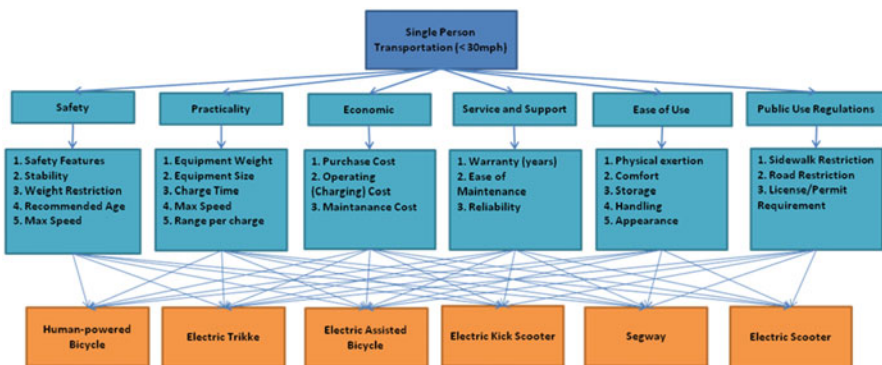 Single Person
Transportation (< 30mph)
Safety
Practicality
Economic
Service and Support
Ease of Use
Public Use Regulations
1. Safety Features
2. Stability
3. Weight Restriction
4. Recommended Age
5. Max Speed
1. Equipment Weight
2. Equipment Size
3. Charge Time
4. Max Speed
5. Range per charge
1. Purchase Cost
2. Operating
(Charging) Cost
3. Maintanance Cost
1. Warranty (years)
2. Ease of
Maintenance
3. Reliability
1. Physical exertion
2. Comfort
3. Storage
4. Handling
5. Appearance
1. Sidewalk Restriction
2. Road Restriction
3. License/Permit
Requirement
Human-powered
Bicycle
Electric Trikke
Electric Assisted
Bicycle
Electric Kick Scooter
Segway
Electric Scooter